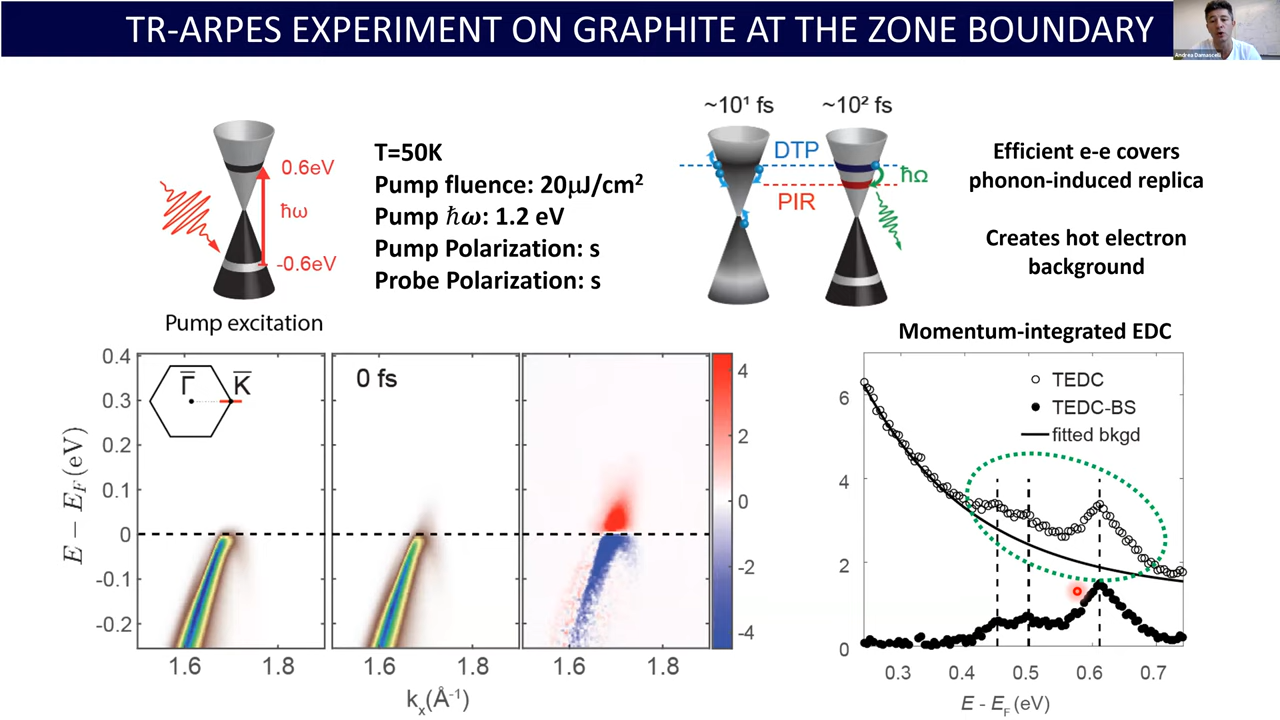 TR-ARPES EXPERIMENT ON GRAPHITE AT THE ZONE BOUNDARY
Andrea Damascelli
0.6eV
ħω
-0.6eV
Pump excitation
T=50K
Pump fluence: 20μJ/cm²
Pump ħω: 1.2 eV
Pump Polarization: s
Probe Polarization: s
~10¹ fs
~10² fs
DTP
PIR
ħΩ
Efficient e-e covers
phonon-induced replica
Creates hot electron
background
E − E_F (eV)
0.4
0.3
0.2
0.1
0
-0.1
-0.2
Γ̅
K̅
0 fs
1.6
1.8
1.6
1.8
1.6
1.8
kₓ(Å⁻¹)
4
2
0
-2
-4
Momentum-integrated EDC
TEDC
TEDC-BS
fitted bkgd
6
4
2
0
0.3
0.4
0.5
0.6
0.7
E - E_F (eV)